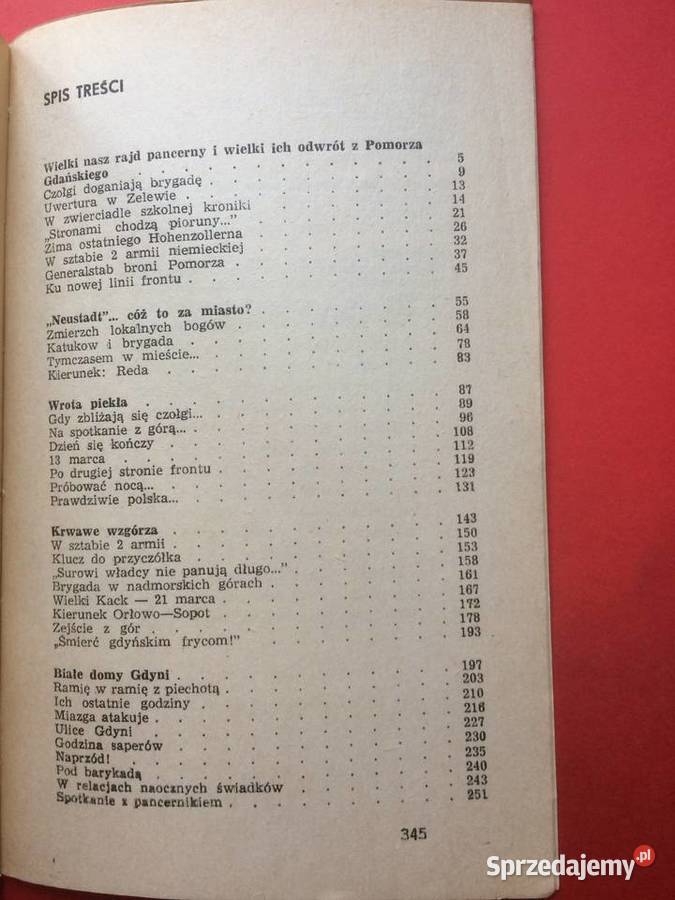 SPIS TREŚCI
Wielki nasz rajd pancerny i wielki ich odwrót z Pomorza
Gdańskiego . . . . . . . . . . . . 5
Czołgi doganiają brygadę . . . . . . . . . 9
Uwertura w Zelewie . . . . . . . . . . 13
W zwierciadle szkolnej kroniki . . . . . . . 14
„Stronami chodzą pioruny...” . . . . . . . 21
Zima ostatniego Hohenzollerna . . . . . . . 26
W sztabie 2 armii niemieckiej . . . . . . . 32
Generalstab broni Pomorza . . . . . . . . 37
Ku nowej linii frontu . . . . . . . . . . 45
„Neustadt”... cóż to za miasto? . . . . . . . 55
Zmierzch lokalnych bogów . . . . . . . . 58
Katukow i brygada . . . . . . . . . . 64
Tymczasem w mieście... . . . . . . . . . 78
Kierunek: Reda . . . . . . . . . . . 83
Wrota piekła . . . . . . . . . . . . 87
Gdy zbliżają się czołgi... . . . . . . . . . 89
Na spotkanie z górą... . . . . . . . . . 96
Dzień się kończy . . . . . . . . . . . 108
13 marca . . . . . . . . . . . . . 112
Po drugiej stronie frontu . . . . . . . . . 119
Próbować nocą... . . . . . . . . . . . 123
Prawdziwie polska... . . . . . . . . . . 131
Krwawe wzgórza . . . . . . . . . . . 143
W sztabie 2 armii . . . . . . . . . . . 150
Klucz do przyczółka . . . . . . . . . . 153
„Surowi władcy nie panują długo...” . . . . . 158
Brygada w nadmorskich górach . . . . . . . 161
Wielki Kack — 21 marca . . . . . . . . . 167
Kierunek Orłowo—Sopot . . . . . . . . . 172
Zejście z gór . . . . . . . . . . . . 178
„Śmierć gdyńskim frycom!” . . . . . . . . 193
Białe domy Gdyni . . . . . . . . . . . 197
Ramię w ramię z piechotą . . . . . . . . . 203
Ich ostatnie godziny . . . . . . . . . . 210
Miazga atakuje . . . . . . . . . . . 216
Ulice Gdyni . . . . . . . . . . . . 227
Godzina saperów . . . . . . . . . . . 230
Naprzód! . . . . . . . . . . . . . 235
Pod barykadą . . . . . . . . . . . . 240
W relacjach naocznych świadków . . . . . . . 243
Spotkanie z pancernikiem . . . . . . . . . 251
345
Sprzedajemy.pl